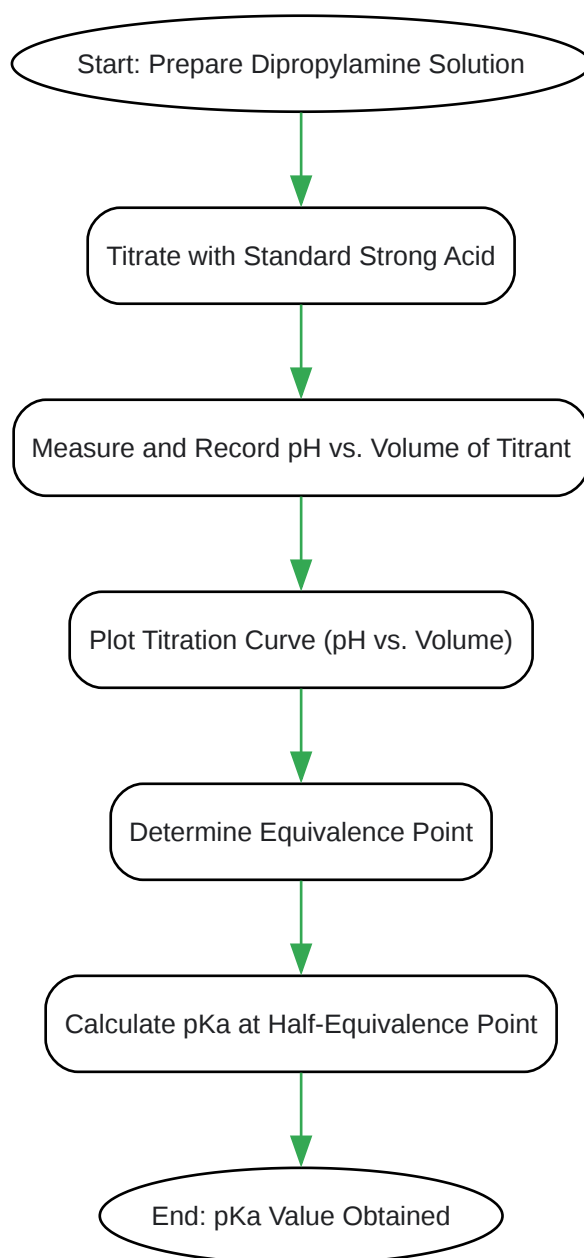 Start: Prepare Dipropylamine Solution
Titrate with Standard Strong Acid
Measure and Record pH vs. Volume of Titrant
Plot Titration Curve (pH vs. Volume)
Determine Equivalence Point
Calculate pKa at Half-Equivalence Point
End: pKa Value Obtained